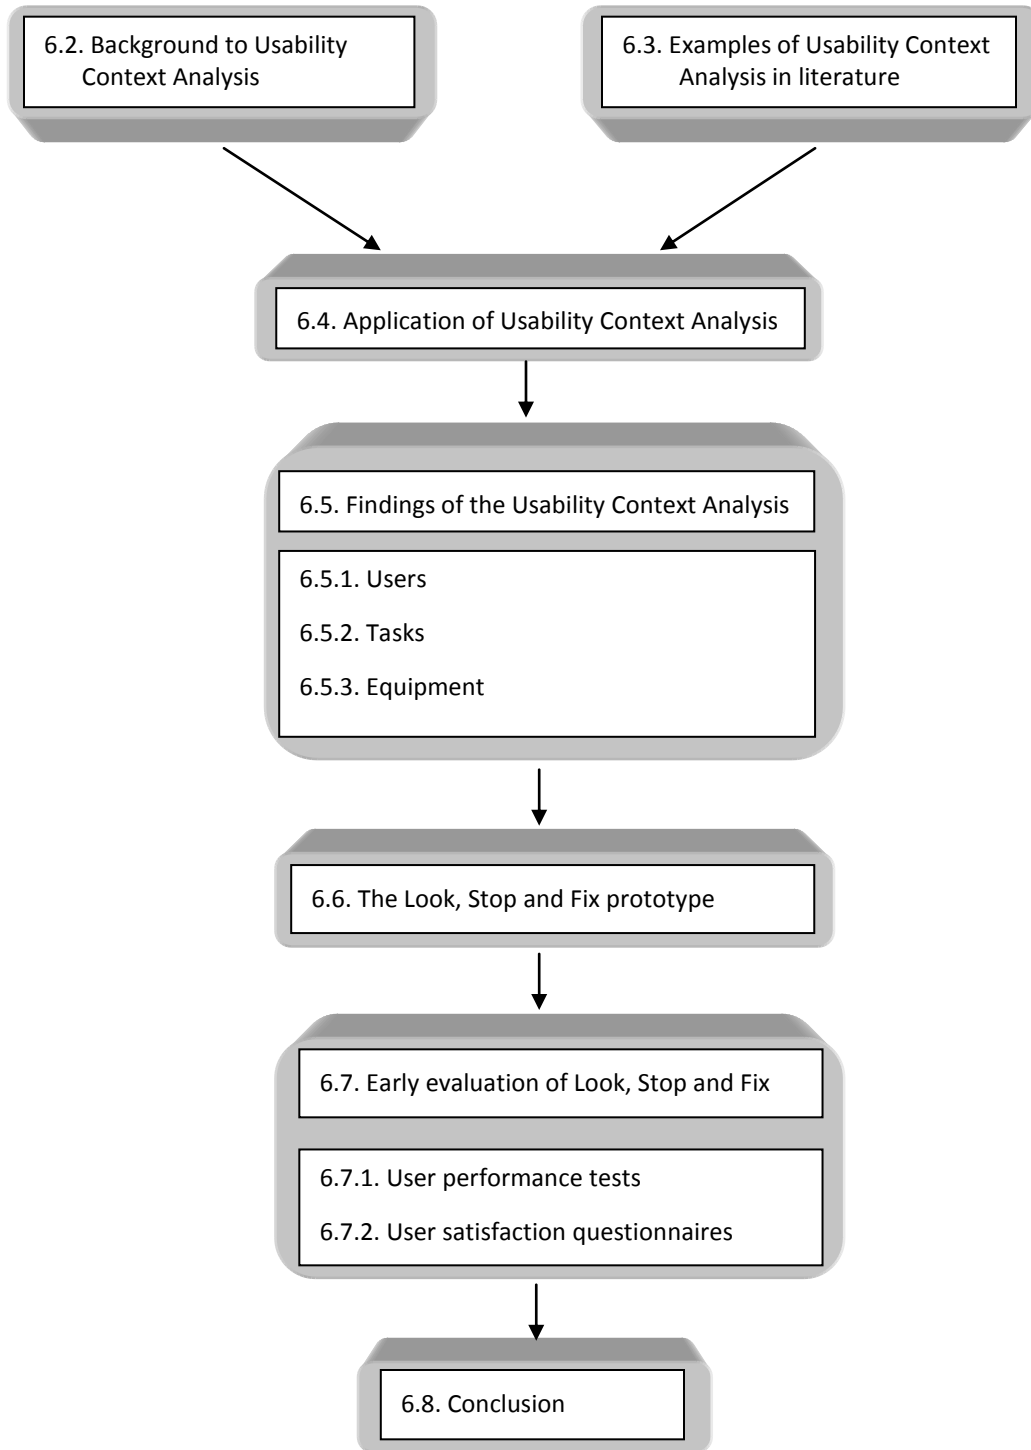 6.2. Background to Usability
Context Analysis
6.3. Examples of Usability Context
Analysis in literature
6.4. Application of Usability Context Analysis
6.5. Findings of the Usability Context Analysis
6.5.1. Users
6.5.2. Tasks
6.5.3. Equipment
6.6. The Look, Stop and Fix prototype
6.7. Early evaluation of Look, Stop and Fix
6.7.1. User performance tests
6.7.2. User satisfaction questionnaires
6.8. Conclusion